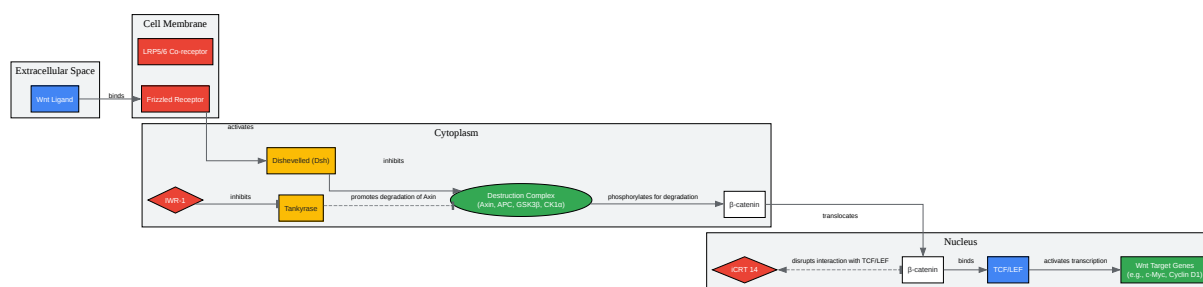 Cell Membrane
LRP5/6 Co-receptor
Extracellular Space
Wnt Ligand
binds
Frizzled Receptor
activates
Cytoplasm
Dishevelled (Dsh)
inhibits
IWR-1
inhibits
Tankyrase
promotes degradation of Axin
Destruction Complex
(Axin, APC, GSK3β, CK1α)
phosphorylates for degradation
β-catenin
translocates
Nucleus
iCRT 14
disrupts interaction with TCF/LEF
β-catenin
binds
TCF/LEF
activates transcription
Wnt Target Genes
(e.g., c-Myc, Cyclin D1)